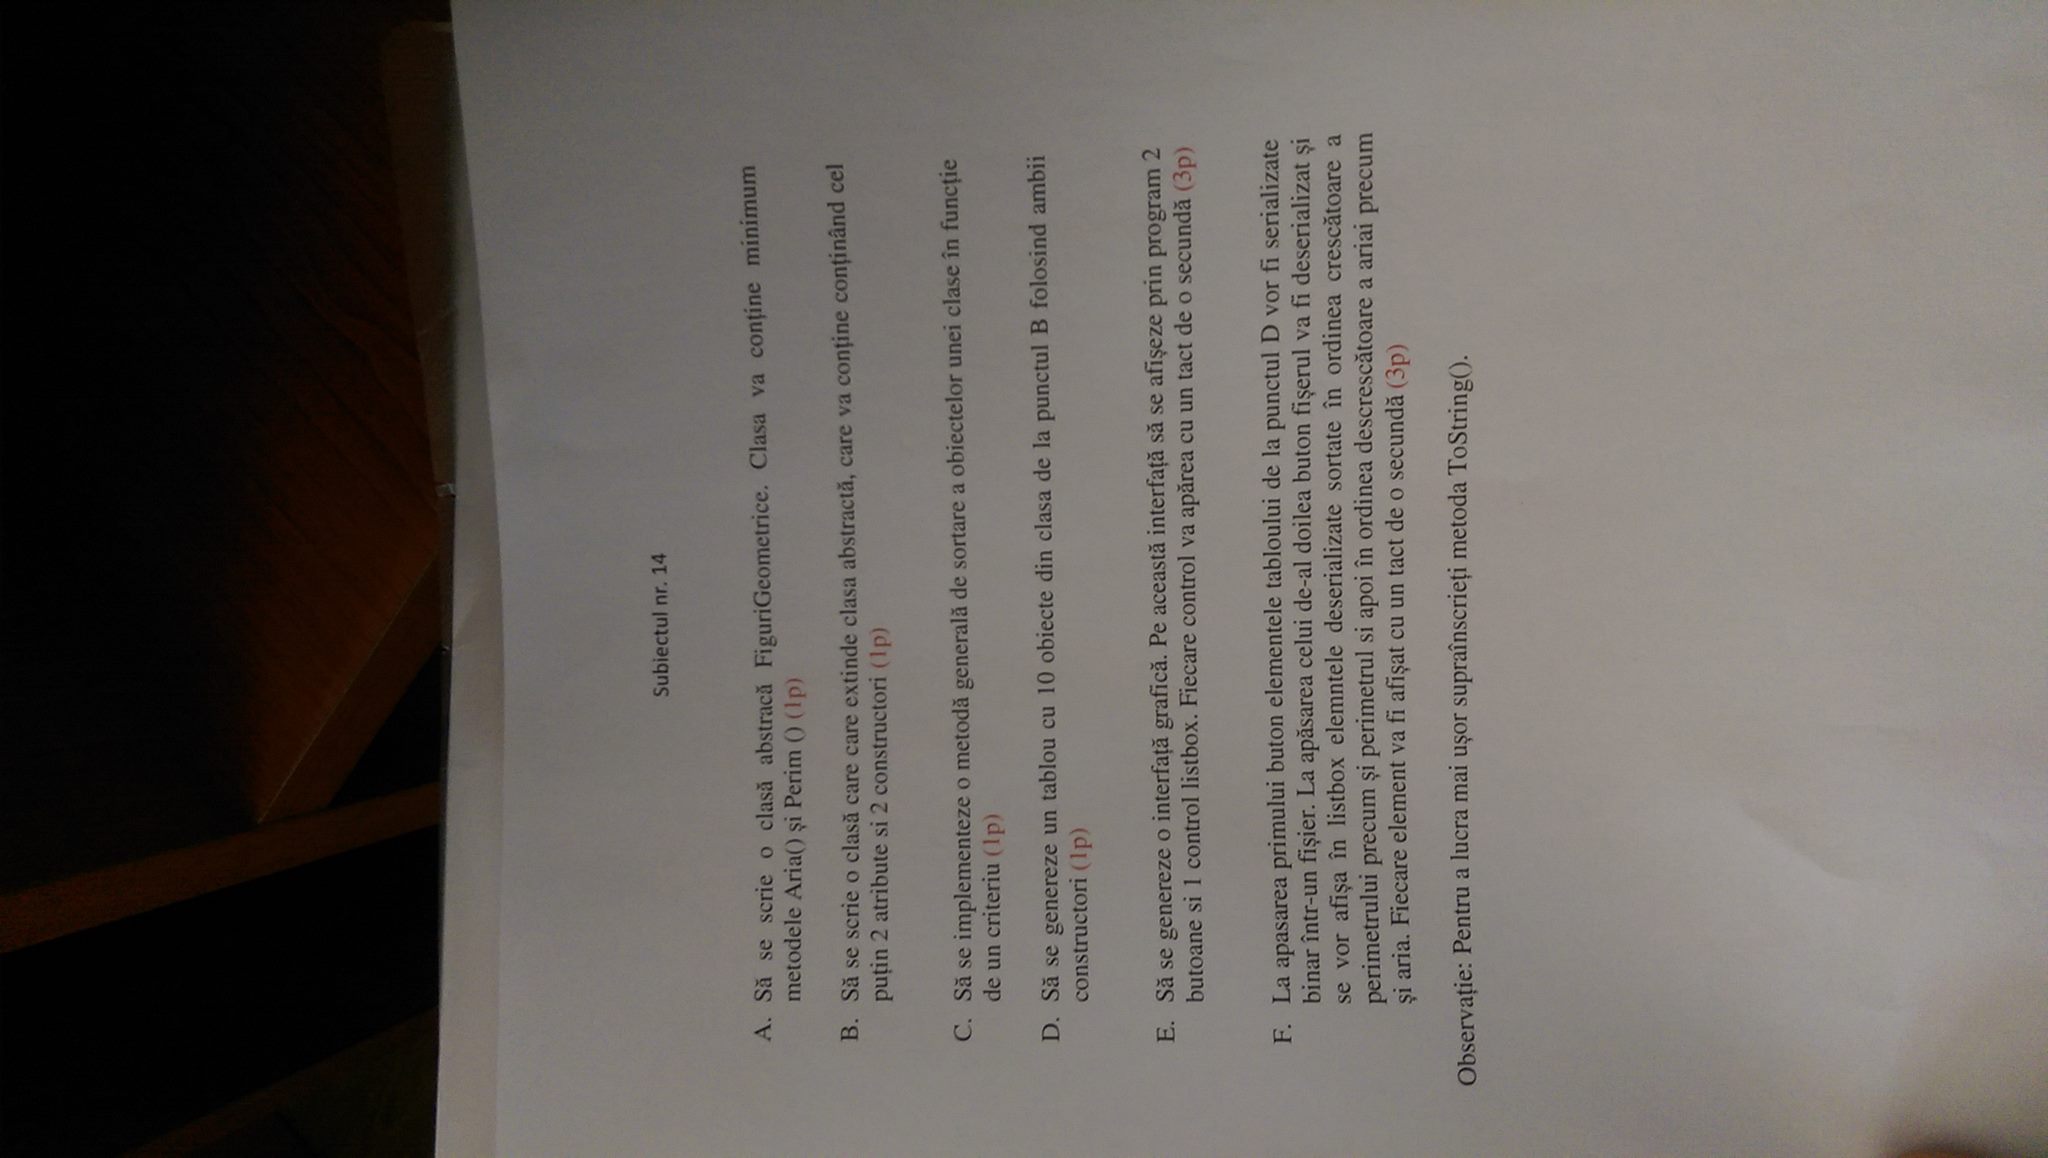 Subiectul nr. 14
A. Să se scrie o clasă abstracă FiguriGeometrice. Clasa va conține minimum
metodele Aria() și Perim () (1p)
B. Să se scrie o clasă care care extinde clasa abstractă, care va conține conținând cel
puțin 2 atribute si 2 constructori (1p)
C. Să se implementeze o metodă generală de sortare a obiectelor unei clase în funcție
de un criteriu (1p)
D. Să se genereze un tablou cu 10 obiecte din clasa de la punctul B folosind ambii
constructori (1p)
E. Să se genereze o interfață grafică. Pe această interfață să se afișeze prin program 2
butoane si 1 control listbox. Fiecare control va apărea cu un tact de o secundă (3p)
F. La apasarea primului buton elementele tabloului de la punctul D vor fi serializate
binar într-un fișier. La apăsarea celui de-al doilea buton fișerul va fi deserializat și
se vor afișa în listbox elemntele deserializate sortate în ordinea crescătoare a
perimetrului precum și perimetrul si apoi în ordinea descrescătoare a ariai precum
și aria. Fiecare element va fi afișat cu un tact de o secundă (3p)
Observație: Pentru a lucra mai ușor supraînscrieți metoda ToString().